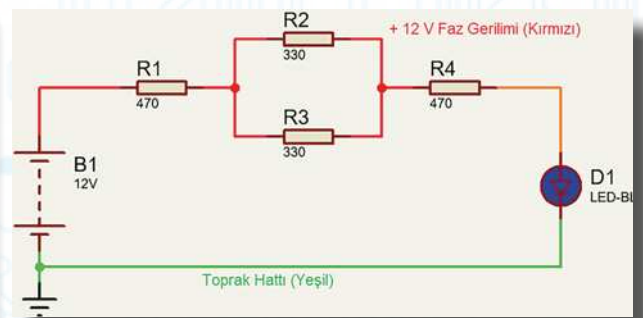 R2
+ 12 V Faz Gerilimi (Kırmızı)
330
R1
R4
470
470
R3
330
B1
12V
D1
LED-BL
Toprak Hattı (Yeşil)